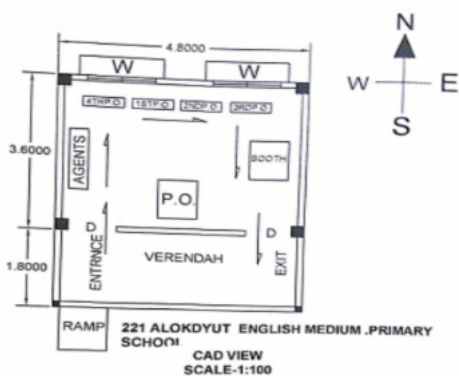 N
4.8000
W W
W E
4THP.O. 1STP.O. 2NDP.O. 3RDP.O.
S
3.6000
AGENTS
BOOTH
P.O.
D D
1.8000
ENTRNCE
VERENDAH
EXIT
RAMP
221 ALOKDYUT ENGLISH MEDIUM .PRIMARY
SCHOOL
CAD VIEW
SCALE-1:100